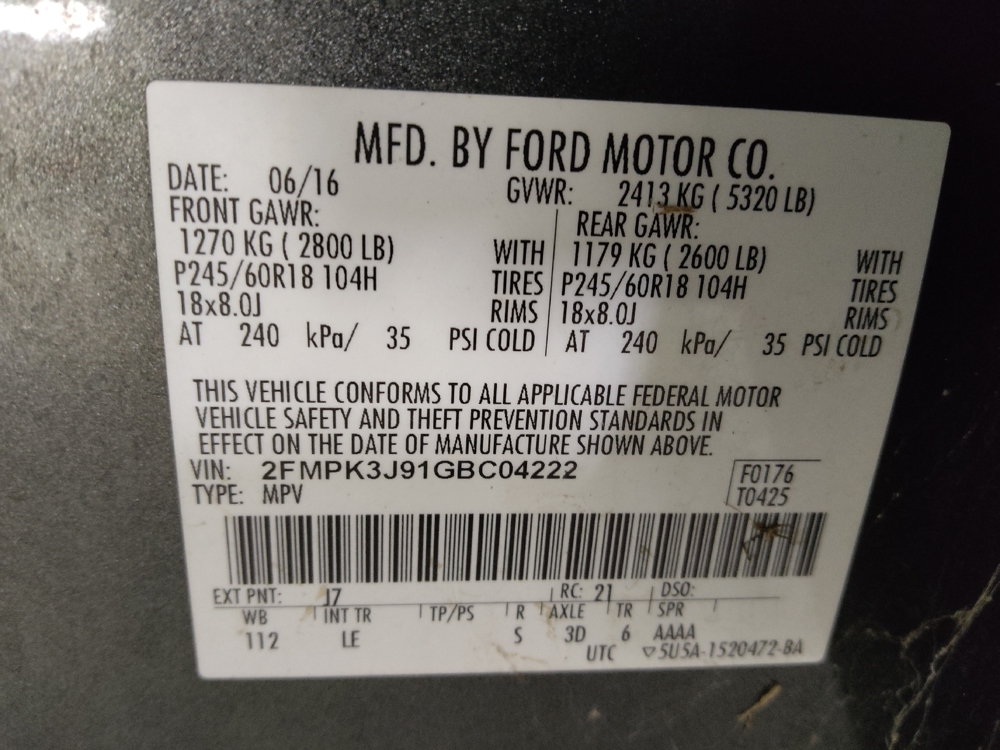 MFD. BY FORD MOTOR CO.
DATE: 06/16 GVWR: 2413 KG ( 5320 LB)
FRONT GAWR: REAR GAWR:
1270 KG ( 2800 LB) WITH 1179 KG ( 2600 LB) WITH
P245/60R18 104H TIRES P245/60R18 104H TIRES
18x8.0J RIMS 18x8.0J RIMS
AT 240 kPa/ 35 PSI COLD AT 240 kPa/ 35 PSI COLD
THIS VEHICLE CONFORMS TO ALL APPLICABLE FEDERAL MOTOR
VEHICLE SAFETY AND THEFT PREVENTION STANDARDS IN
EFFECT ON THE DATE OF MANUFACTURE SHOWN ABOVE.
VIN: 2FMPK3J91GBC04222 F0176
TYPE: MPV T0425
EXT PNT: J7 RC: 21 DSO:
WB INT TR TP/PS R AXLE TR SPR
112 LE S 3D 6 AAAA
UTC ▽5U5A-1520472-BA